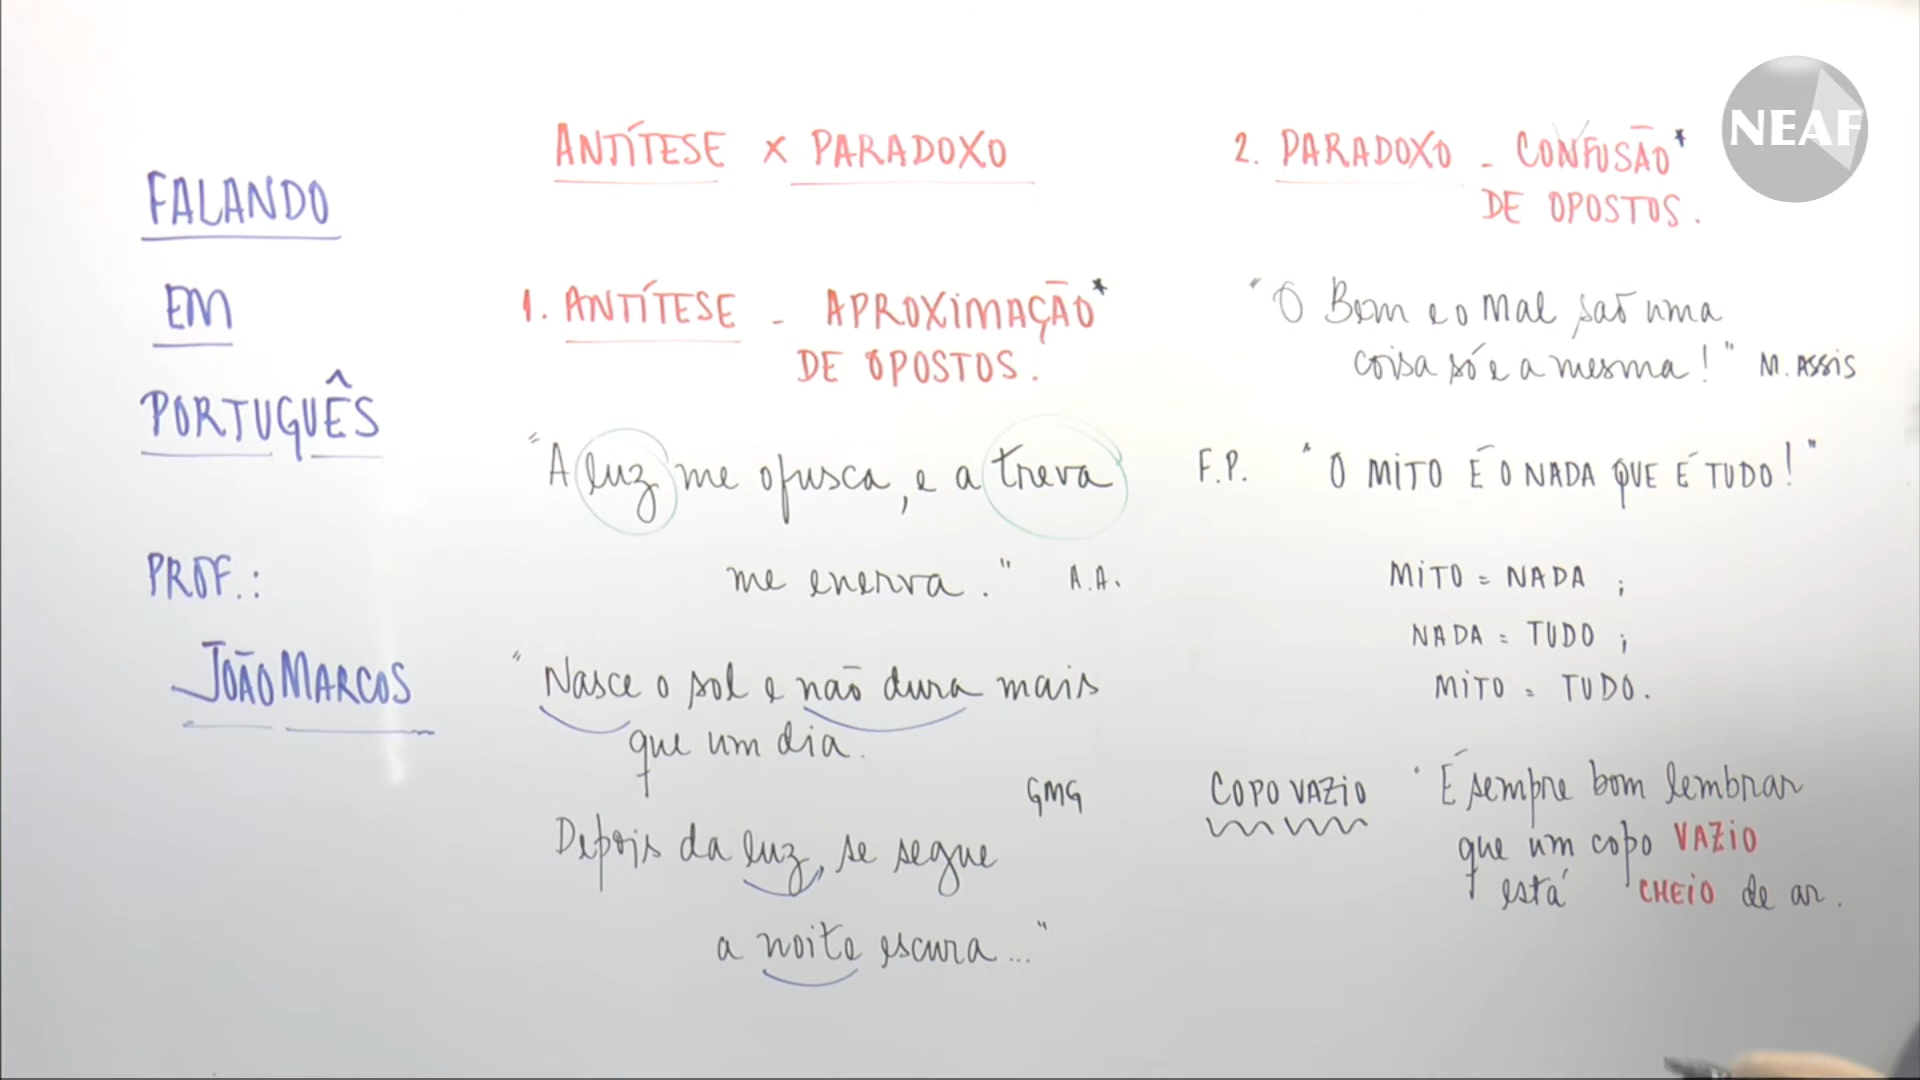 FALANDO
EM
PORTUGUÊS
PROF.:
JOÃO MARCOS
ANTÍTESE X PARADOXO
1. ANTÍTESE - APROXIMAÇÃO*
DE OPOSTOS.
"A luz me ofusca, e a treva
me enerva." A.A.
"Nasce o sol e não dura mais
que um dia.
GMG
Depois da luz, se segue
a noite escura..."
2. PARADOXO - CONFUSÃO*
DE OPOSTOS.
"O Bem e o Mal são uma
coisa só e a mesma!" M. ASSIS
F.P. "O MITO É O NADA QUE É TUDO!"
MITO = NADA ;
NADA = TUDO ;
MITO = TUDO.
COPO VAZIO "É sempre bom lembrar
que um copo VAZIO
está CHEIO de ar.
NEAF